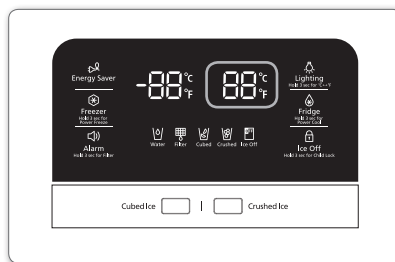 Energy Saver
-88 °C °F
88 °C °F
Lighting
Hold 3 sec for °C↔°F
Freezer
Hold 3 sec for
Power Freeze
Fridge
Hold 3 sec for
Power Cool
Alarm
Hold 3 sec for Filter
Water Filter Cubed Crushed Ice Off
Ice Off
Hold 3 sec for Child Lock
Cubed Ice | Crushed Ice